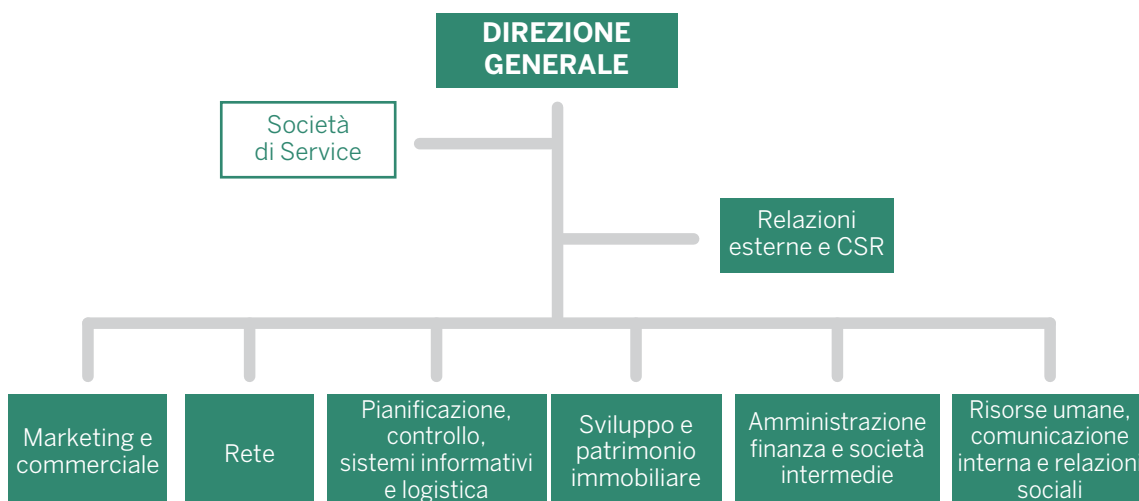 DIREZIONE
GENERALE
Società
di Service
Relazioni
esterne e CSR
Marketing e
commerciale
Rete
Pianificazione,
controllo,
sistemi informativi
e logistica
Sviluppo e
patrimonio
immobiliare
Amministrazione
finanza e società
intermedie
Risorse umane,
comunicazione
interna e relazioni
sociali